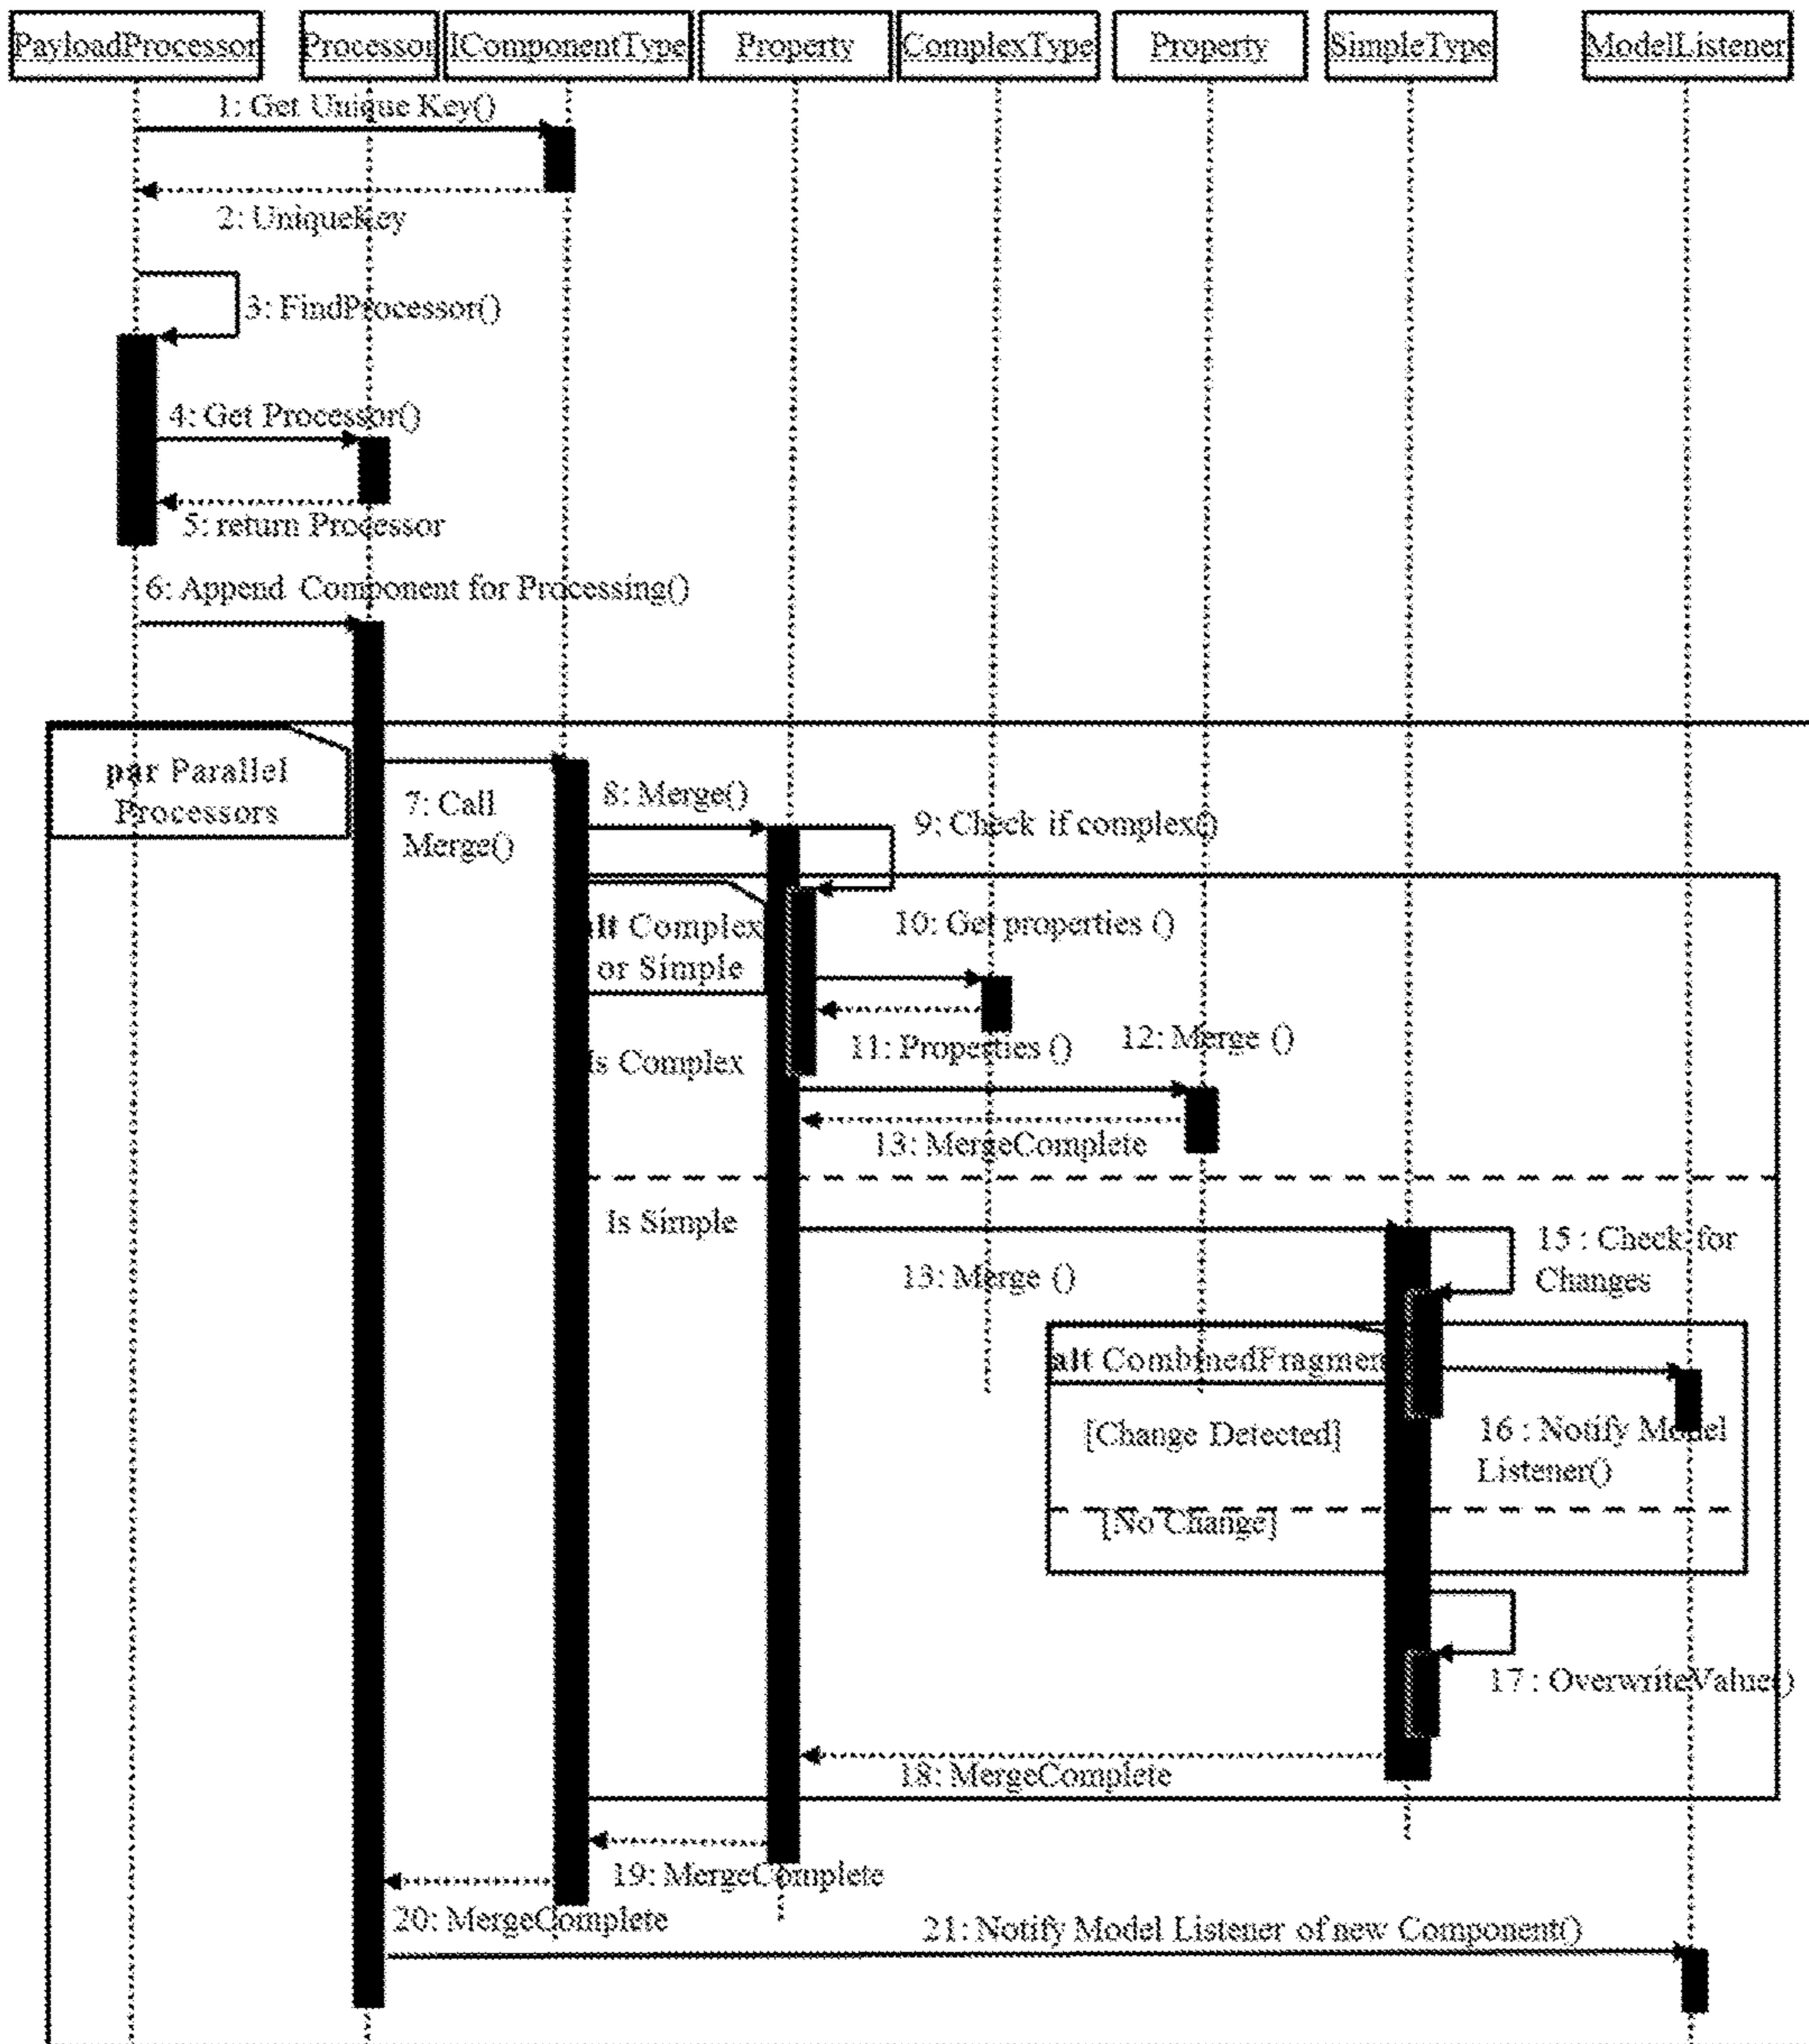 PayloadProcessor
Processor
IComponentType
Property
ComplexType
Property
SimpleType
ModelListener
1: Get Unique Key()
2: UniqueKey
3: FindProcessor()
4: Get Processor()
5: return Processor
6: Append Component for Processing()
par Parallel
Processors
7: Call
Merge()
8: Merge()
9: Check if complex()
alt Complex
or Simple
10: Get properties ()
11: Properties ()
12: Merge ()
Is Complex
13: MergeComplete
Is Simple
13: Merge ()
15 : Check for
Changes
alt CombinedFragmen
[Change Detected]
16 : Notify Model
Listener()
[No Change]
17 : OverwriteValue()
18: MergeComplete
19: MergeComplete
20: MergeComplete
21: Notify Model Listener of new Component()